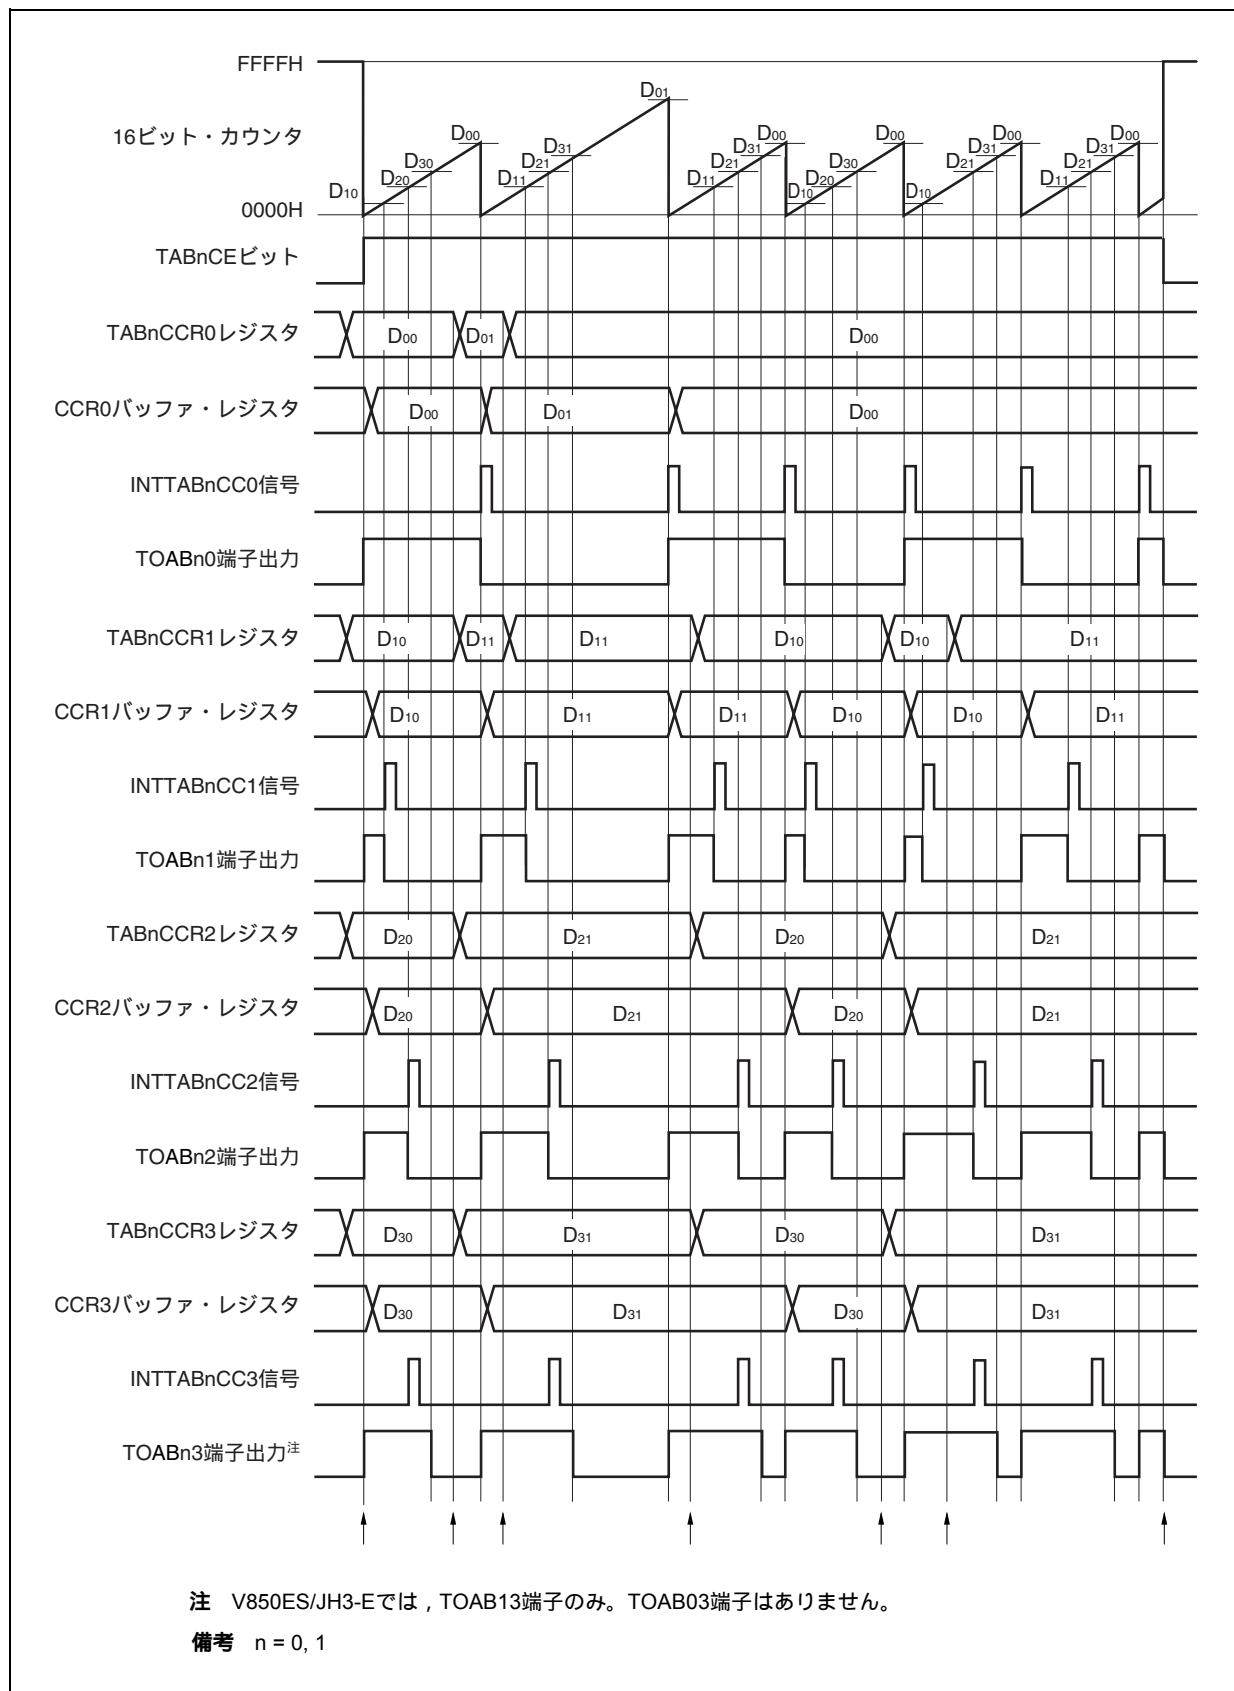 FFFFH
D01
16ビット・カウンタ
D00 D00 D00 D00 D00
D30 D31 D31 D30 D31 D31
D20 D21 D21 D20 D21 D21
D10 D11 D11 D10 D10 D11
0000H
TABnCEビット
TABnCCR0レジスタ D00 D01 D00
CCR0バッファ・レジスタ D00 D01 D00
INTTABnCC0信号
TOABn0端子出力
TABnCCR1レジスタ D10 D11 D11 D10 D10 D11
CCR1バッファ・レジスタ D10 D11 D11 D10 D10 D11
INTTABnCC1信号
TOABn1端子出力
TABnCCR2レジスタ D20 D21 D20 D21
CCR2バッファ・レジスタ D20 D21 D20 D21
INTTABnCC2信号
TOABn2端子出力
TABnCCR3レジスタ D30 D31 D30 D31
CCR3バッファ・レジスタ D30 D31 D30 D31
INTTABnCC3信号
TOABn3端子出力注
注 V850ES/JH3-Eでは,TOAB13端子のみ。TOAB03端子はありません。
備考 n = 0, 1